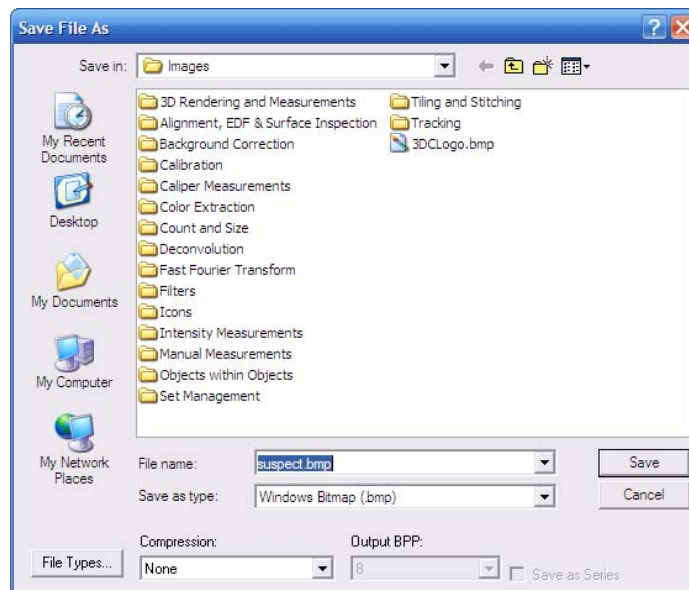 Save File As
Save in: Images
3D Rendering and Measurements
Alignment, EDF & Surface Inspection
Background Correction
Calibration
Caliper Measurements
Color Extraction
Count and Size
Deconvolution
Fast Fourier Transform
Filters
Icons
Intensity Measurements
Manual Measurements
Objects within Objects
Set Management
Tiling and Stitching
Tracking
3DCLogo.bmp
My Recent
Documents
Desktop
My Documents
My Computer
My Network
Places
File name: suspect.bmp
Save
Save as type: Windows Bitmap (.bmp)
Cancel
File Types...
Compression:
None
Output BPP:
8
Save as Series